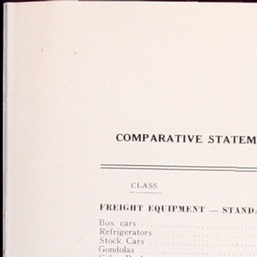 COMPARATIVE STATEM
CLASS
FREIGHT EQUIPMENT — STANDA
Box cars
Refrigerators
Stock Cars
Gondolas